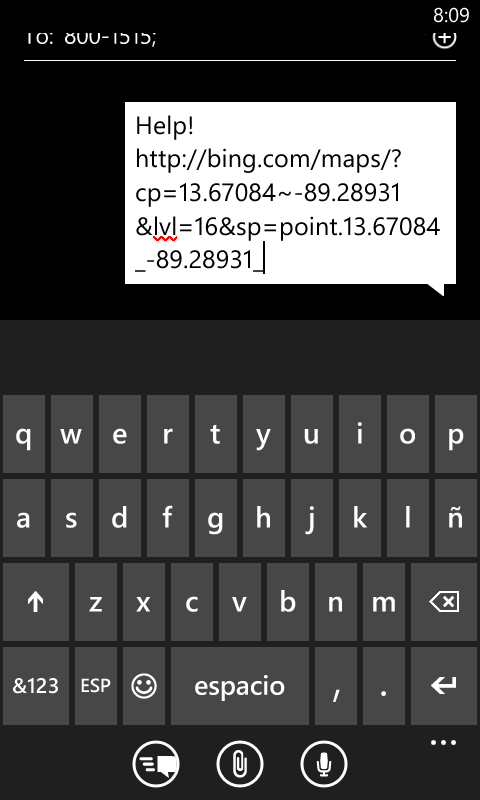 8:09
To: 800-1515;
Help!
http://bing.com/maps/?
cp=13.67084~-89.28931
&lvl=16&sp=point.13.67084
_-89.28931_
q w e r t y u i o p
a s d f g h j k l ñ
z x c v b n m
&123 ESP espacio , .